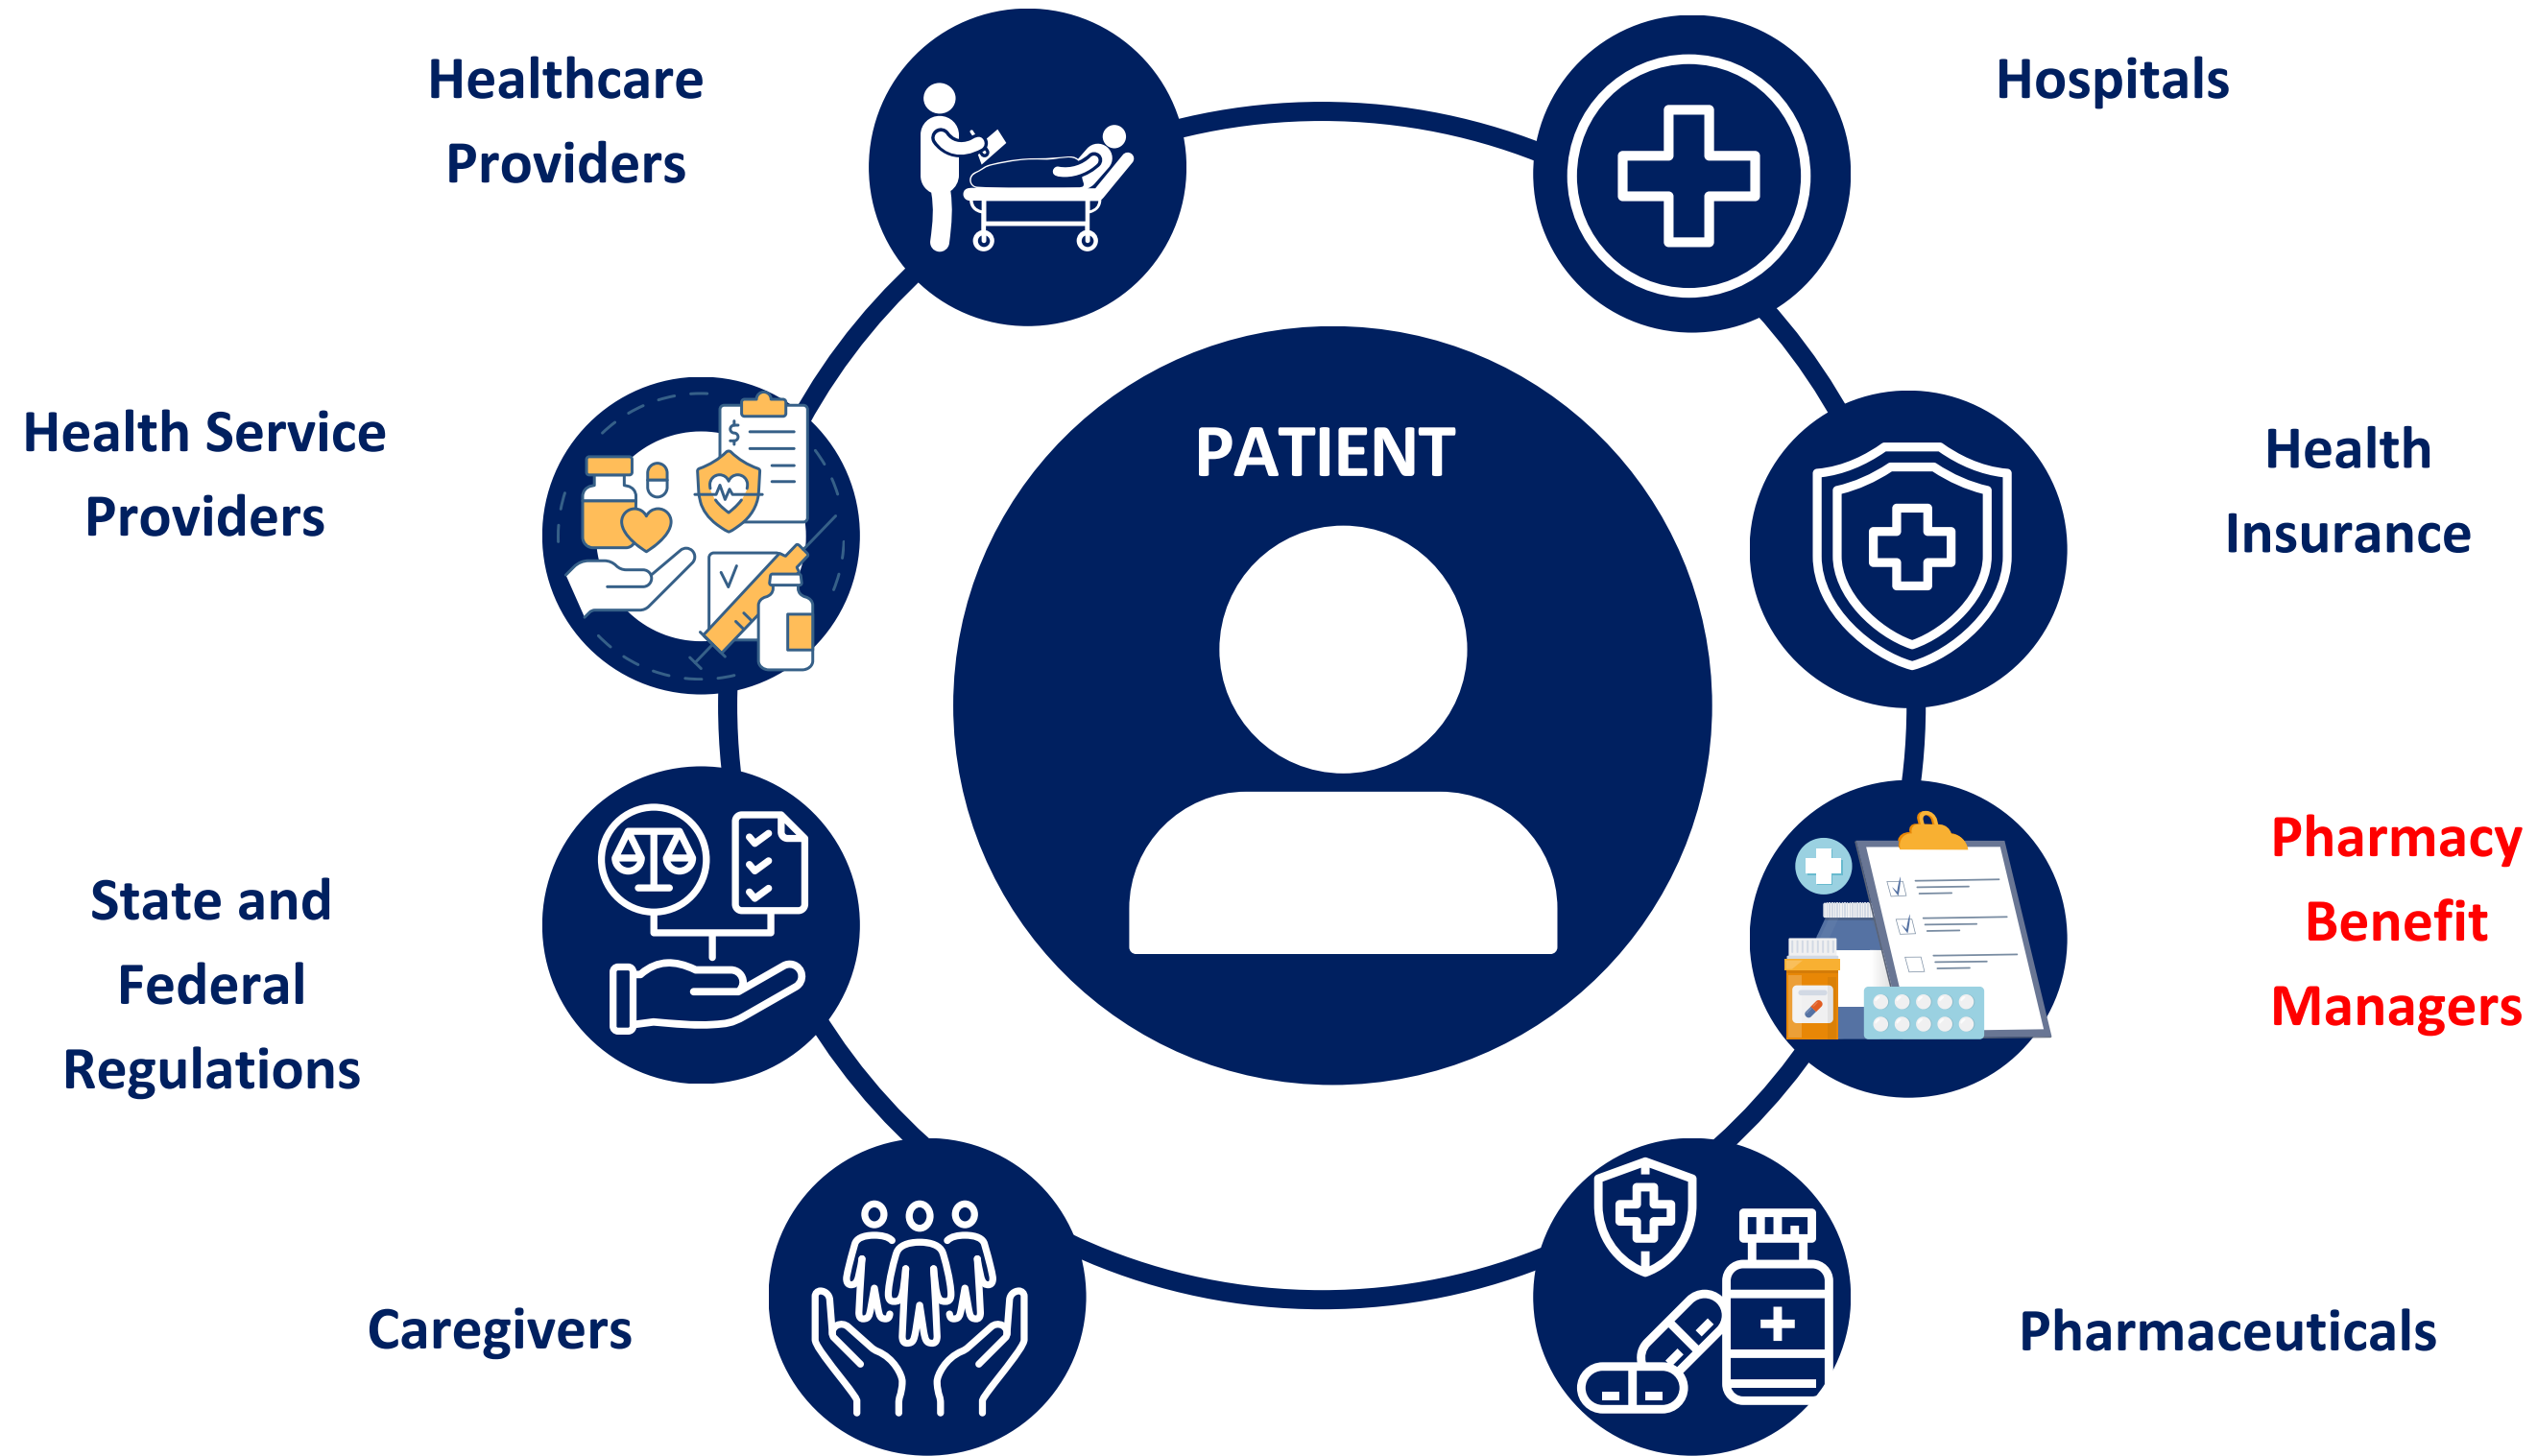 Healthcare
Providers
Hospitals
Health Service
Providers
$
PATIENT
Health
Insurance
State and
Federal
Regulations
Pharmacy
Benefit
Managers
Caregivers
Pharmaceuticals